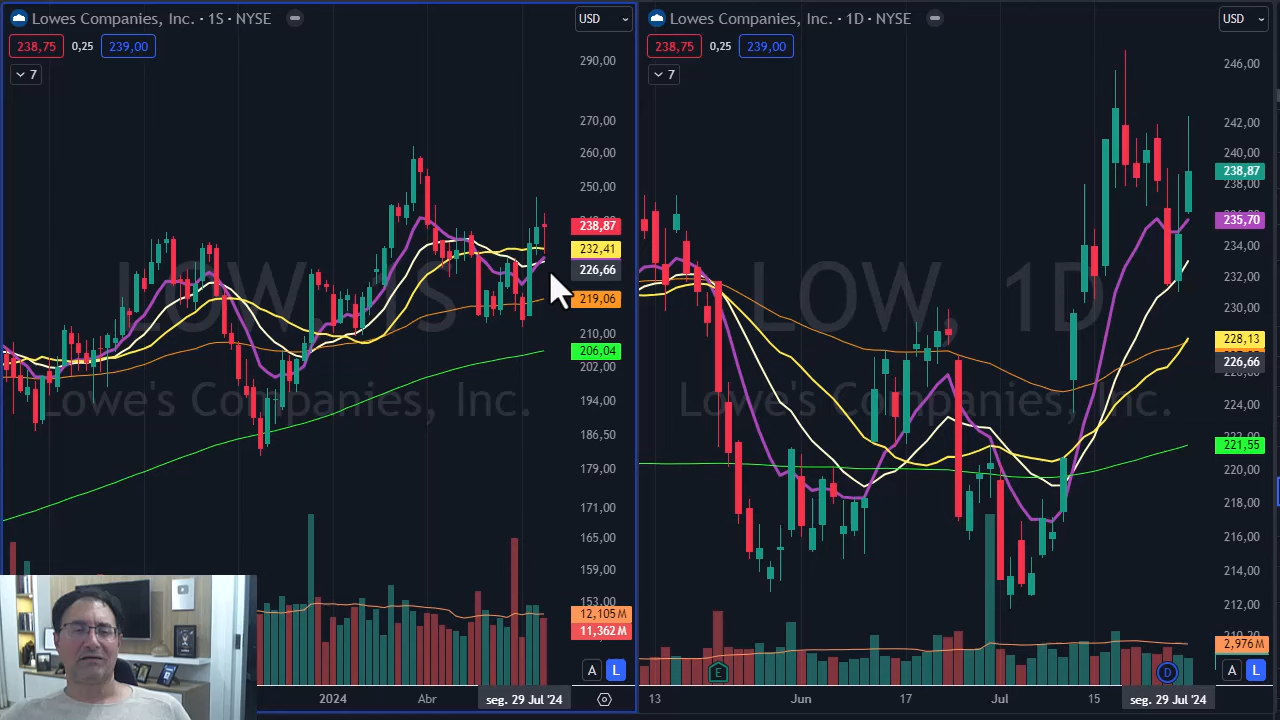 Lowes Companies, Inc. · 1S · NYSE
USD
238,75 0,25 239,00
7
290,00
270,00
260,00
250,00
238,87
232,41
226,66
219,06
210,00
206,04
202,00
194,00
186,50
179,00
171,00
165,00
159,00
153,00
12,105 M
11,362 M
LOW, 1S
Lowe's Companies, Inc.
A L
2024 Abr seg. 29 Jul '24
Lowes Companies, Inc. · 1D · NYSE
USD
238,75 0,25 239,00
7
246,00
242,00
240,00
238,87
238,00
235,70
234,00
232,00
230,00
228,13
226,66
224,00
221,55
220,00
218,00
216,00
214,00
212,00
210,20
2,976 M
LOW, 1D
Lowe's Companies, Inc.
E D
A L
13 Jun 17 Jul 15 seg. 29 Jul '24